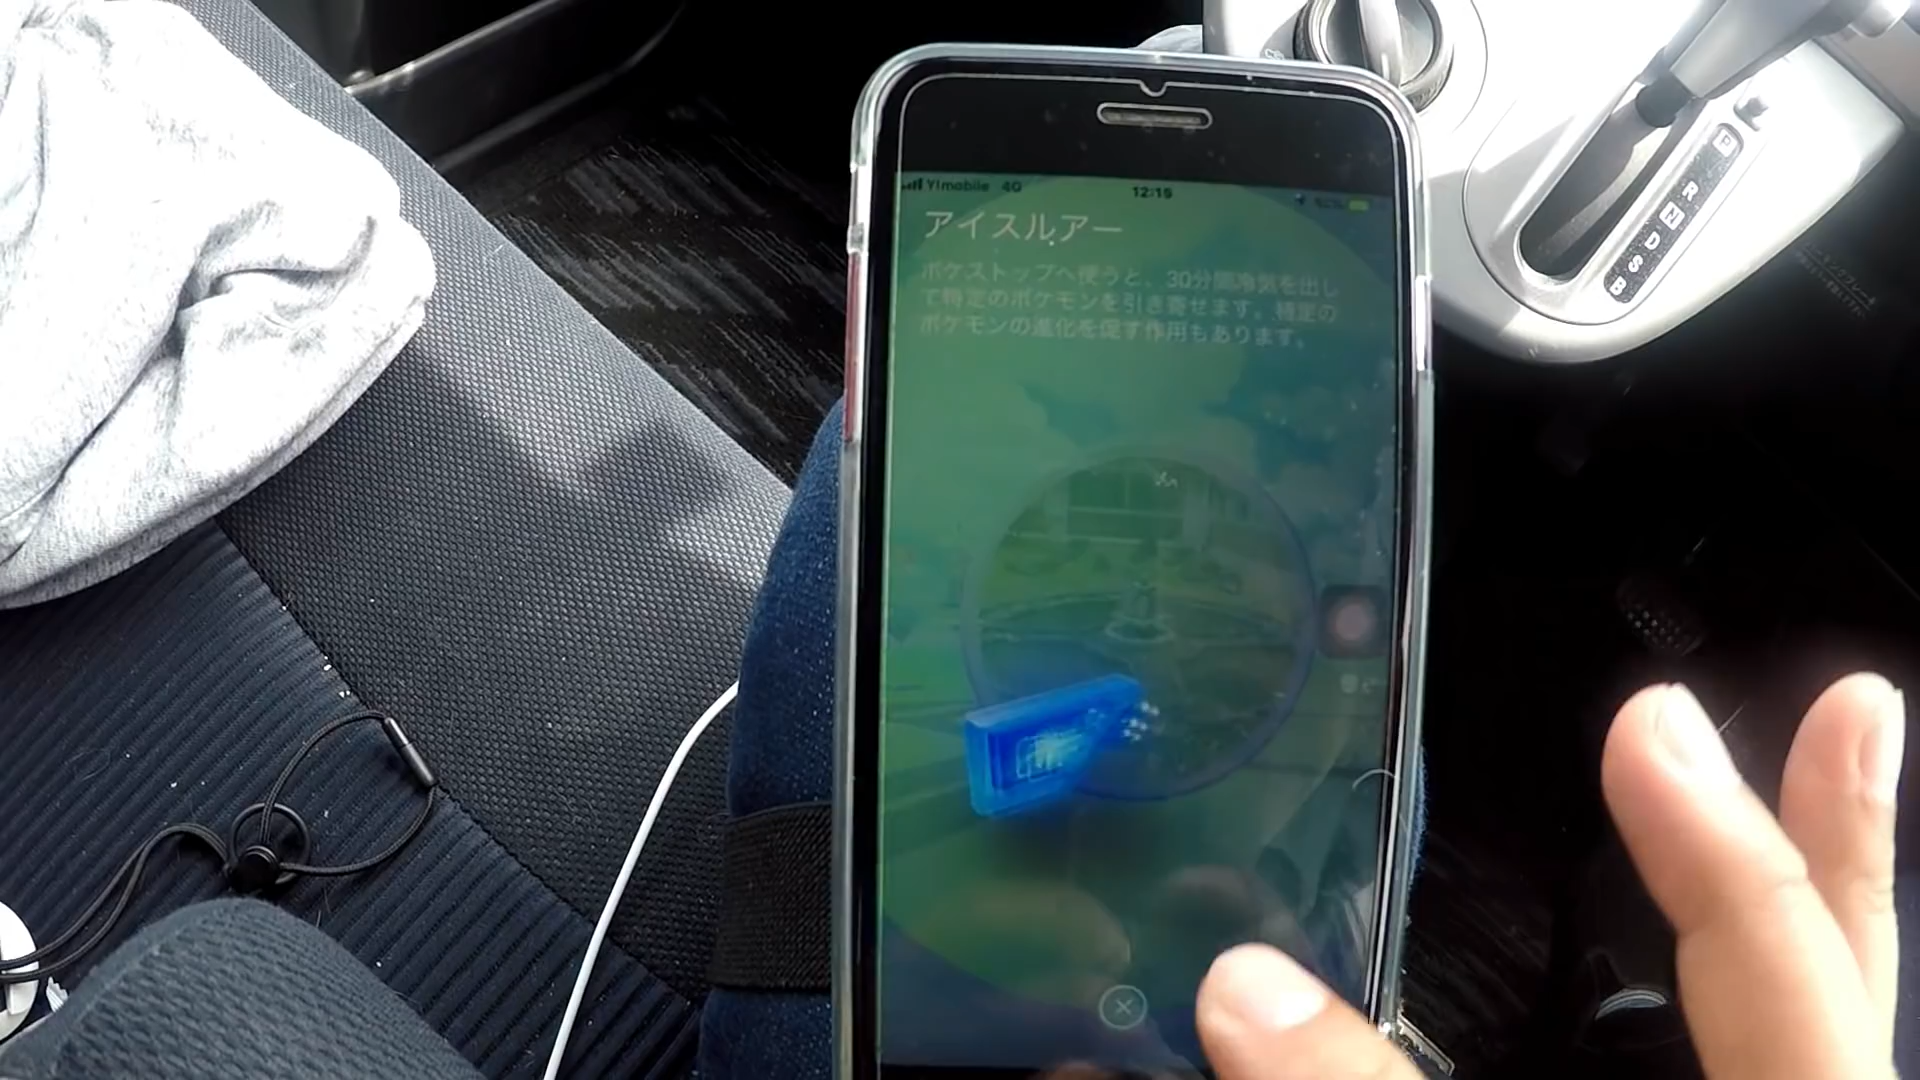 Y!mobile 4G
12:15
アイスルアー
ポケストップへ使うと、30分間冷気を出し
て特定のポケモンを引き寄せます。特定の
ポケモンの進化を促す作用もあります。
P
R
N
D
S
B